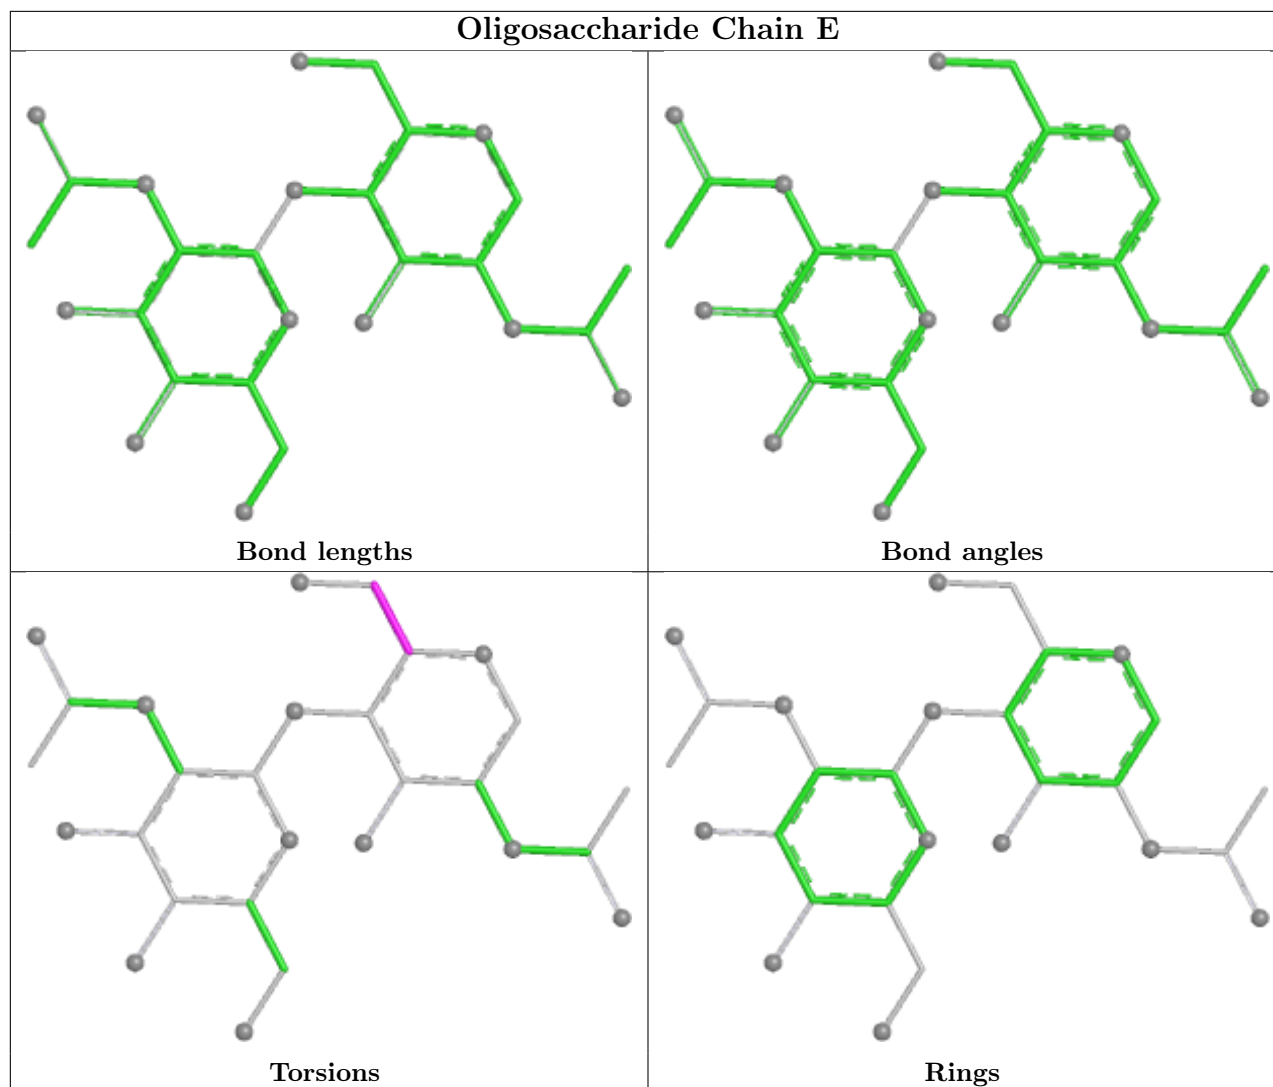 Oligosaccharide Chain E
Bond lengths
Bond angles
Torsions
Rings